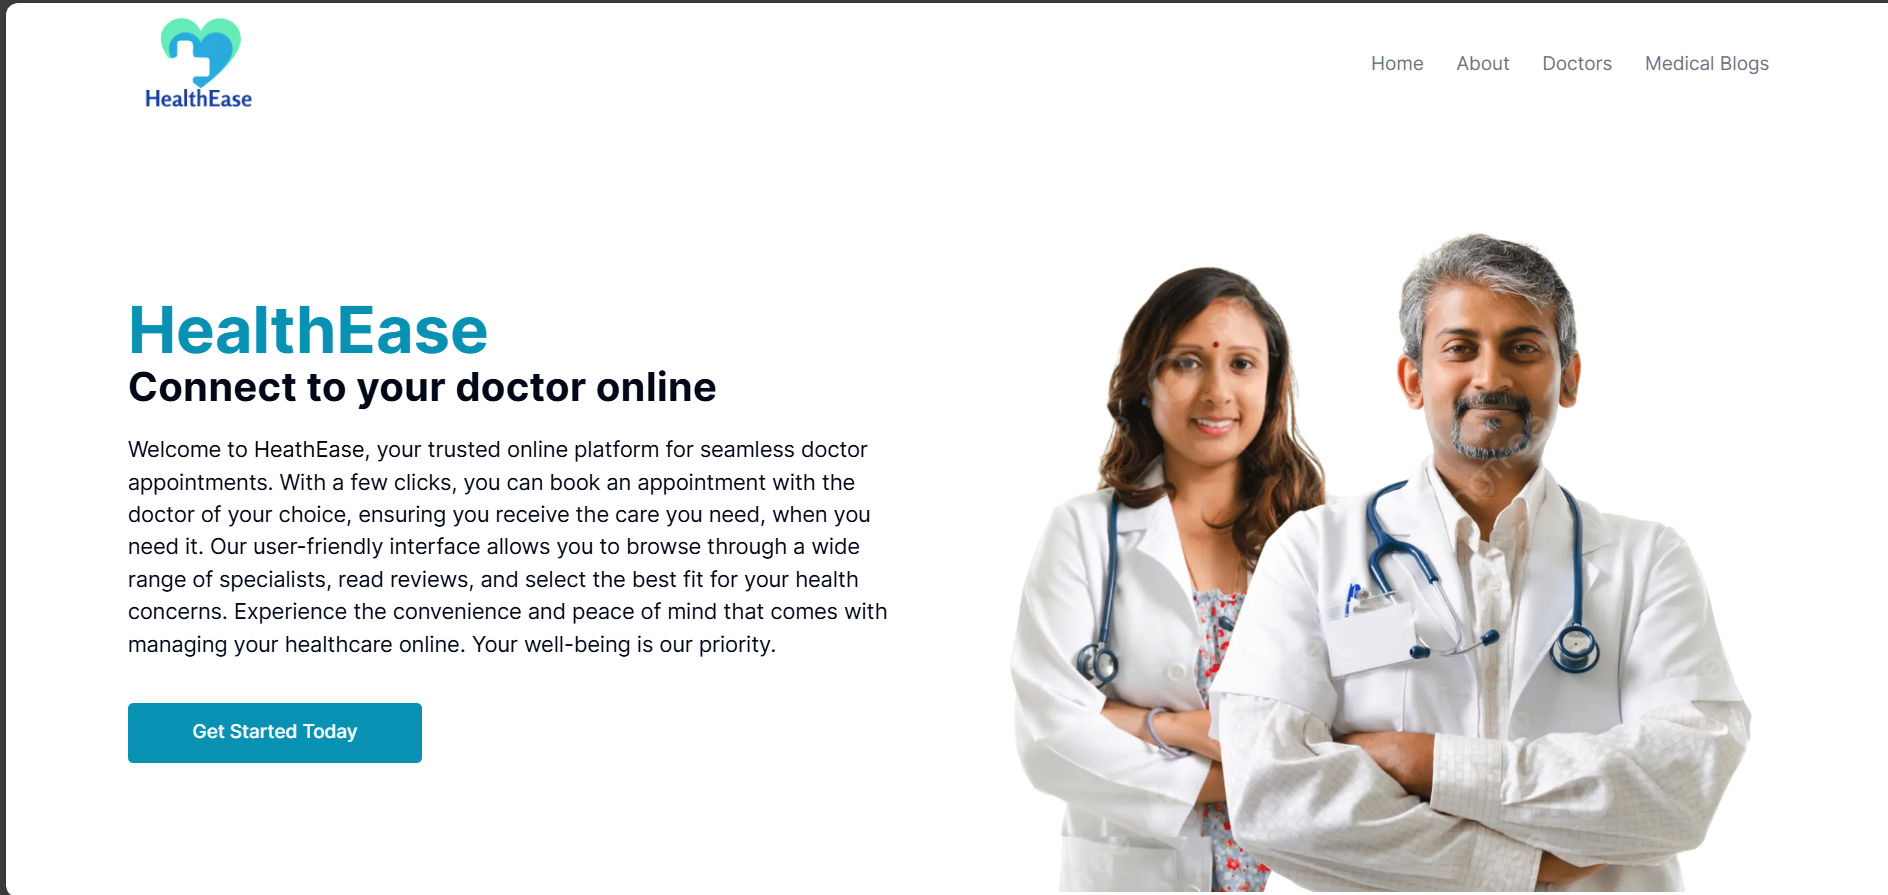 HealthEase
Home
About
Doctors
Medical Blogs
HealthEase
Connect to your doctor online
Welcome to HeathEase, your trusted online platform for seamless doctor
appointments. With a few clicks, you can book an appointment with the
doctor of your choice, ensuring you receive the care you need, when you
need it. Our user-friendly interface allows you to browse through a wide
range of specialists, read reviews, and select the best fit for your health
concerns. Experience the convenience and peace of mind that comes with
managing your healthcare online. Your well-being is our priority.
Get Started Today